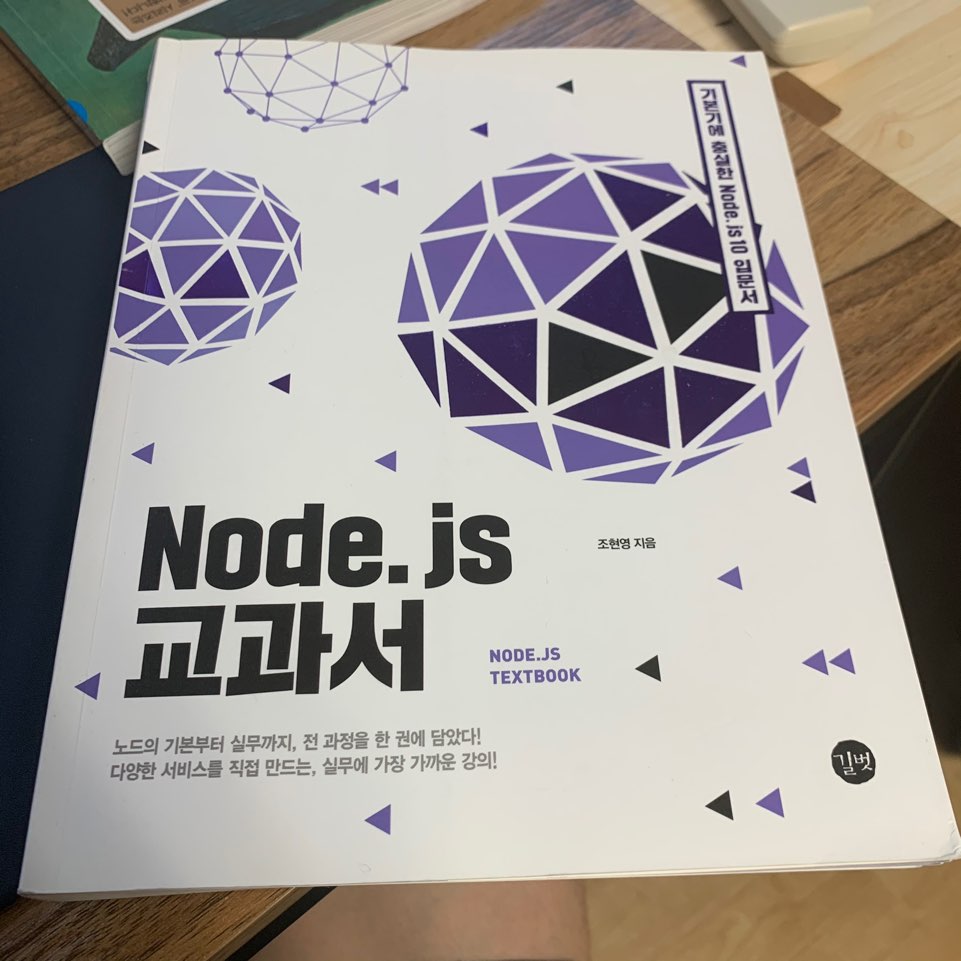 기본기에 충실한 Node.js 10 입문서
Node.js
교과서
조현영 지음
NODE.JS
TEXTBOOK
노드의 기본부터 실무까지, 전 과정을 한 권에 담았다!
다양한 서비스를 직접 만드는, 실무에 가장 가까운 강의!
길벗